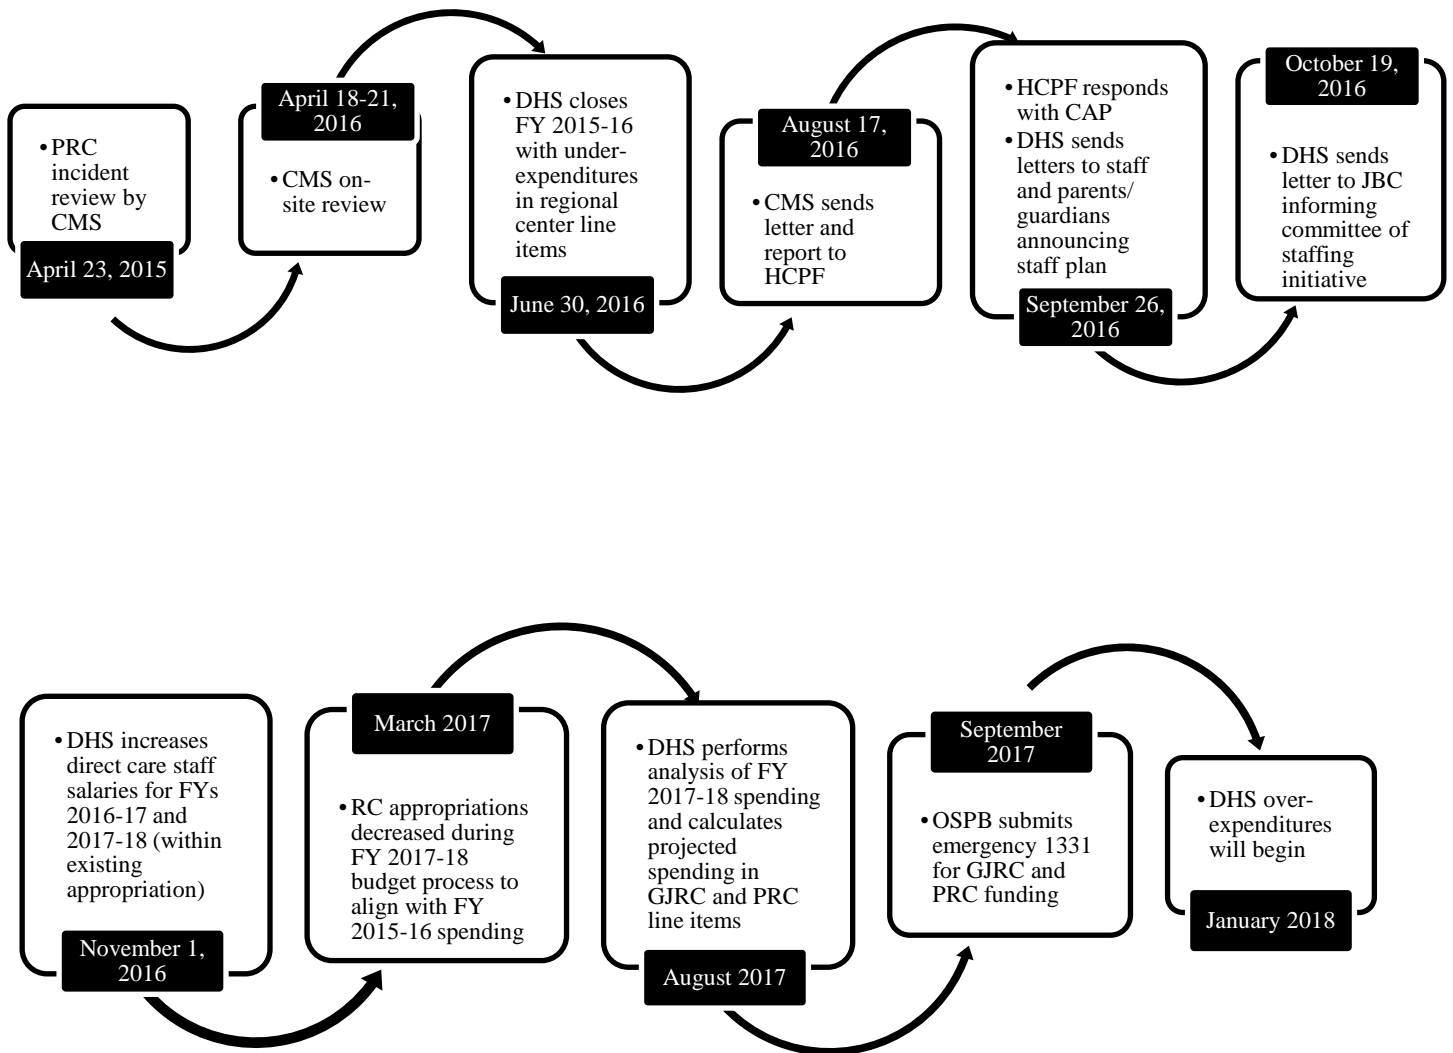 • PRC
incident
review by
CMS
April 23, 2015
April 18-21,
2016
• CMS on-
site review
• DHS closes
FY 2015-16
with under-
expenditures
in regional
center line
items
June 30, 2016
August 17,
2016
• CMS sends
letter and
report to
HCPF
• HCPF responds
with CAP
• DHS sends
letters to staff
and parents/
guardians
announcing
staff plan
September 26,
2016
October 19,
2016
• DHS sends
letter to JBC
informing
committee of
staffing
initiative
• DHS increases
direct care staff
salaries for FYs
2016-17 and
2017-18 (within
existing
appropriation)
November 1,
2016
March 2017
• RC appropriations
decreased during
FY 2017-18
budget process to
align with FY
2015-16 spending
• DHS performs
analysis of FY
2017-18 spending
and calculates
projected
spending in
GJRC and PRC
line items
August 2017
September
2017
• OSPB submits
emergency 1331
for GJRC and
PRC funding
• DHS over-
expenditures
will begin
January 2018